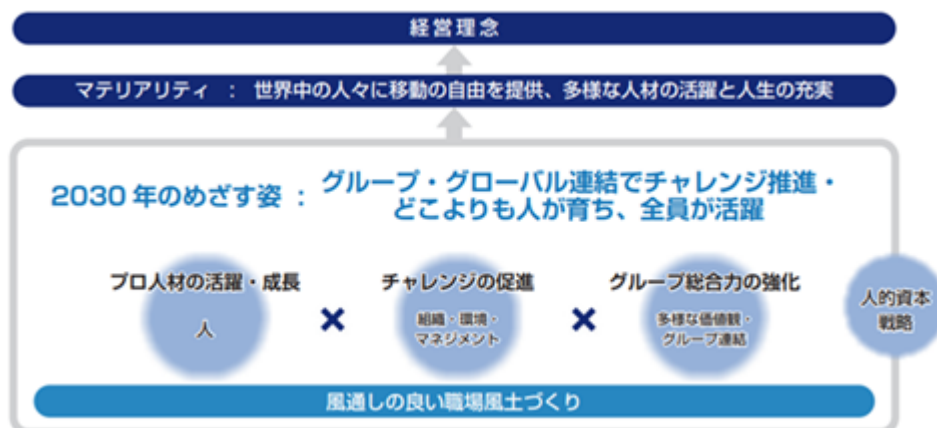 経営理念
マテリアリティ : 世界中の人々に移動の自由を提供、多様な人材の活躍と人生の充実
2030 年のめざす姿 : グループ・グローバル連結でチャレンジ推進・
どこよりも人が育ち、全員が活躍
プロ人材の活躍・成長
人
×
チャレンジの促進
組織・環境・
マネジメント
×
グループ総合力の強化
多様な価値観・
グループ連結
人的資本
戦略
風通しの良い職場風土づくり